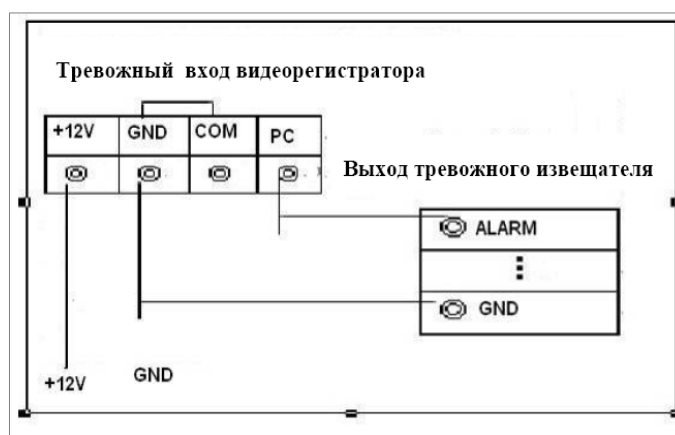 Тревожный вход видеорегистратора
+12V GND COM PC
Выход тревожного извещателя
ALARM
GND
+12V GND